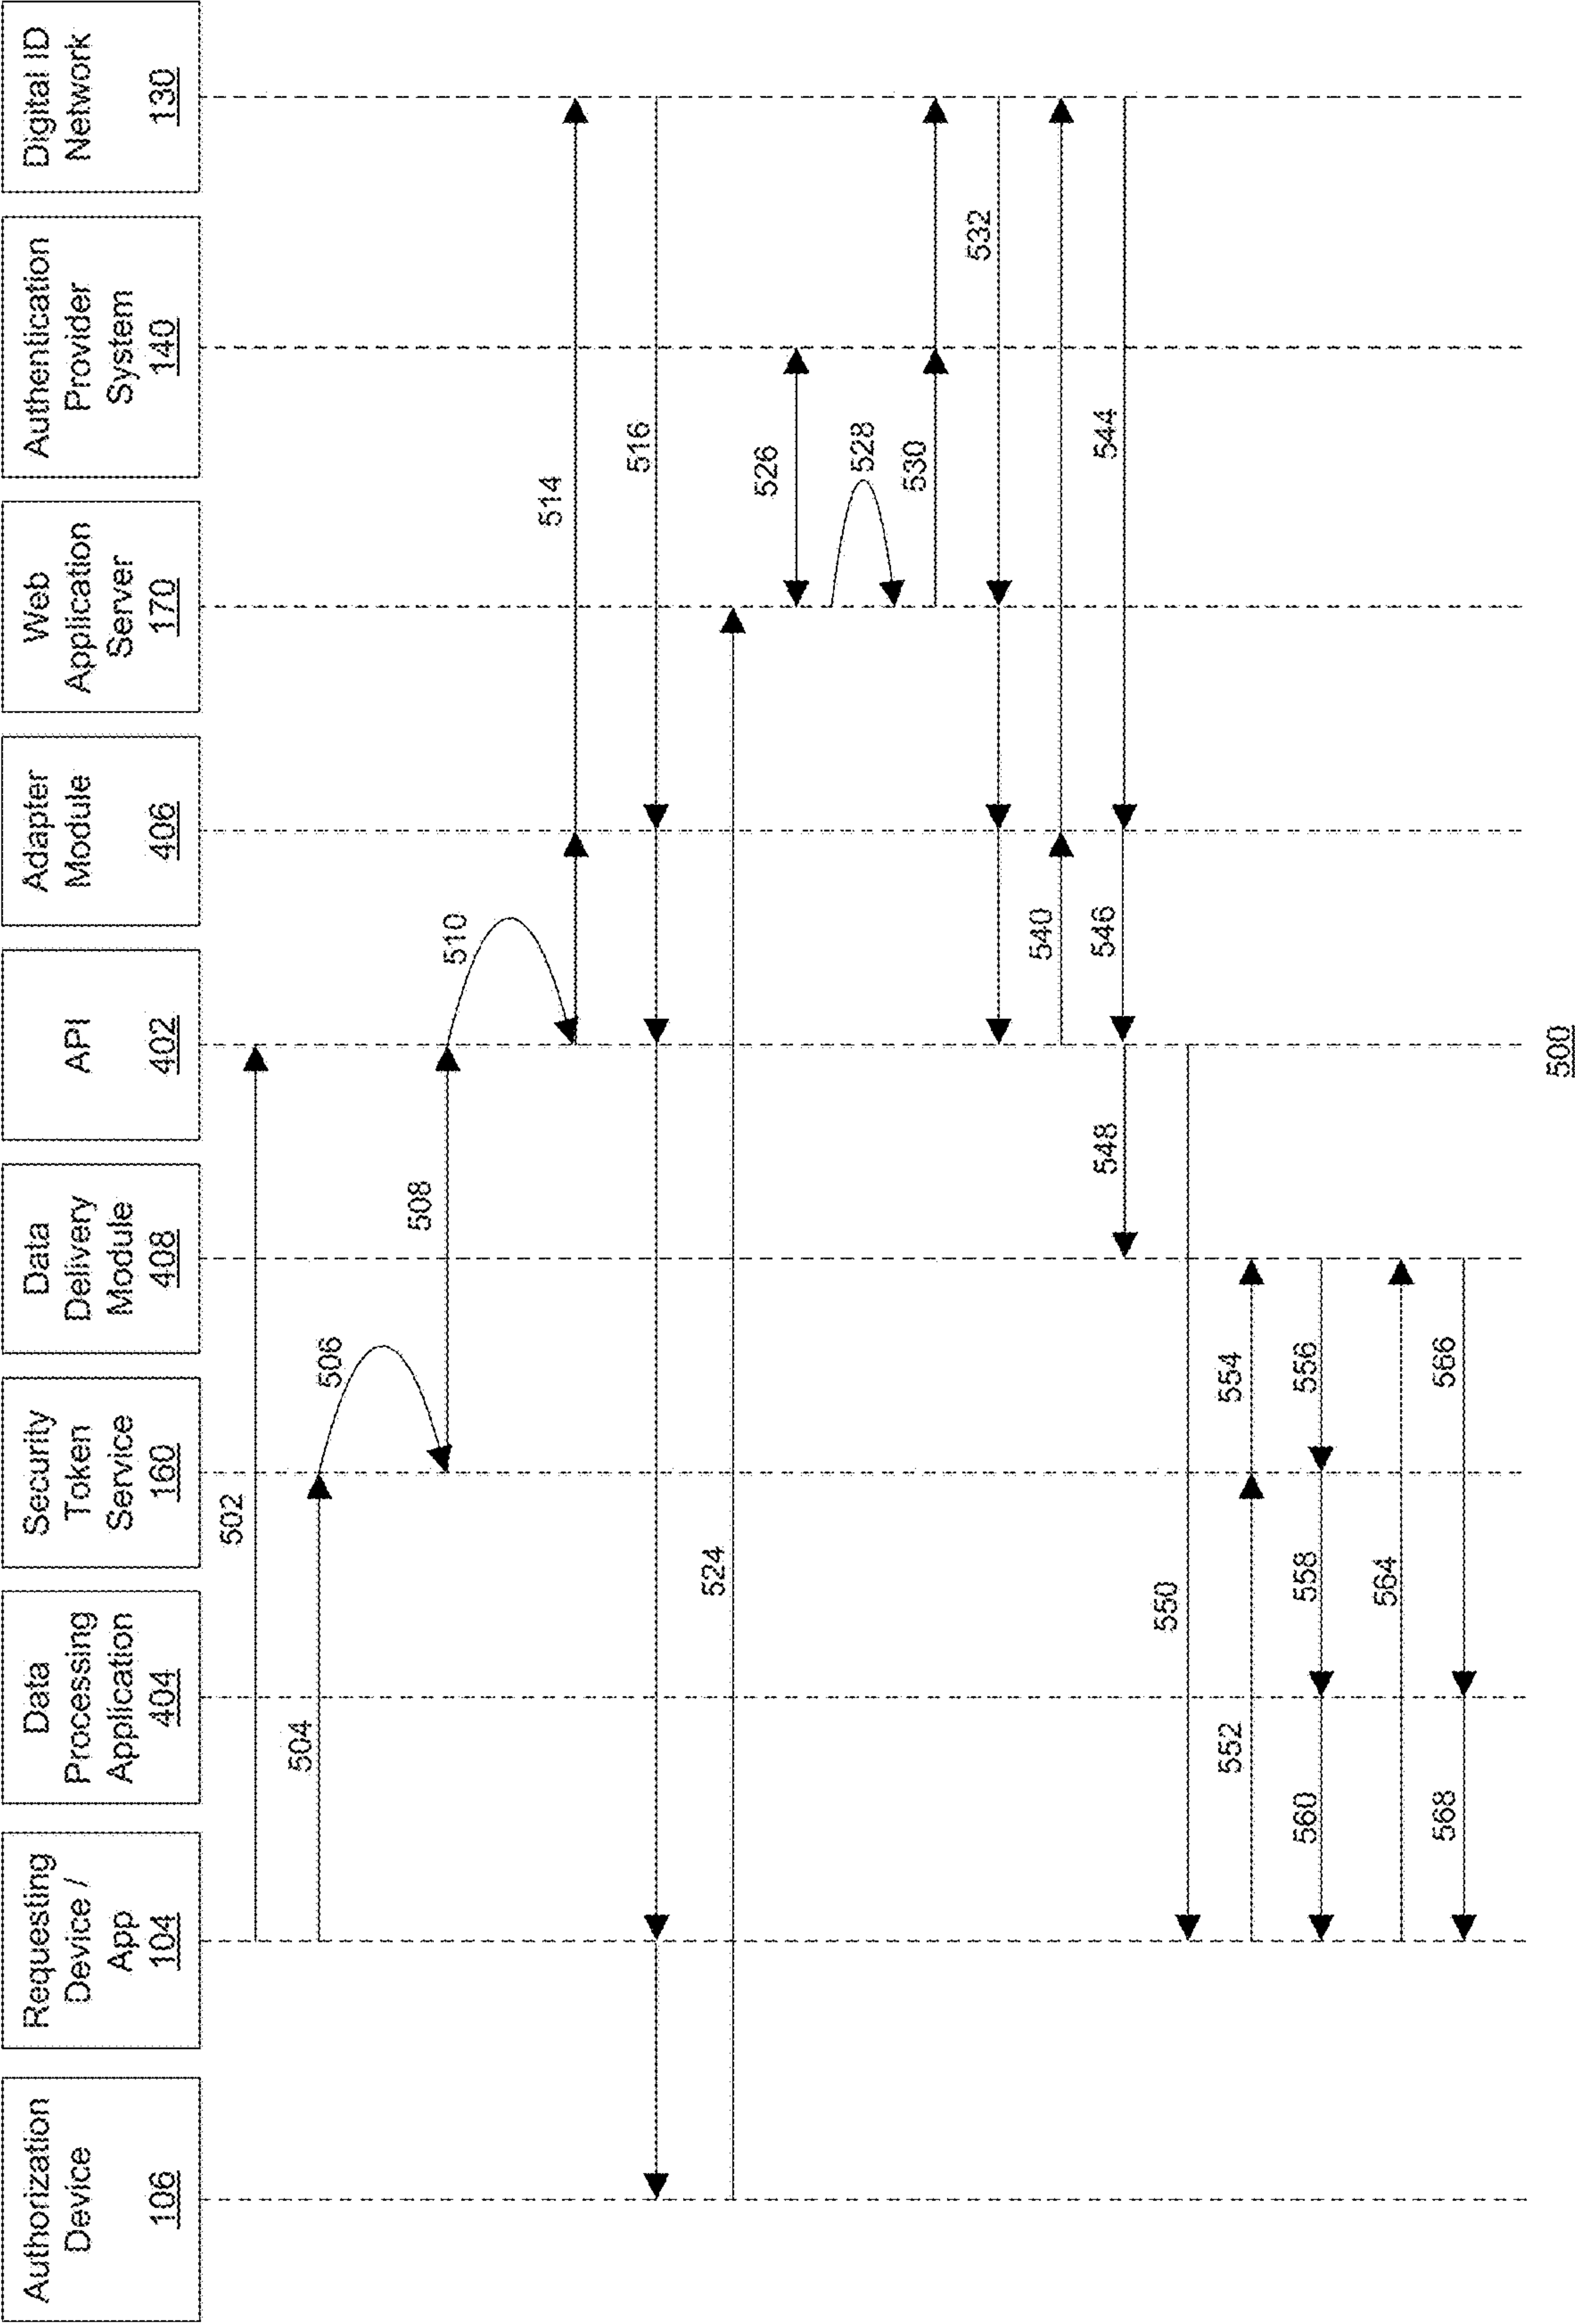 Authorization
Device
106
Requesting
Device /
App
104
Data
Processing
Application
404
Security
Token
Service
160
Data
Delivery
Module
408
API
402
Adapter
Module
406
Web
Application
Server
170
Authentication
Provider
System
140
Digital ID
Network
130
502
504
506
508
510
514
516
524
526
528
530
532
540
544
546
548
550
552
554
556
558
560
564
566
568
500